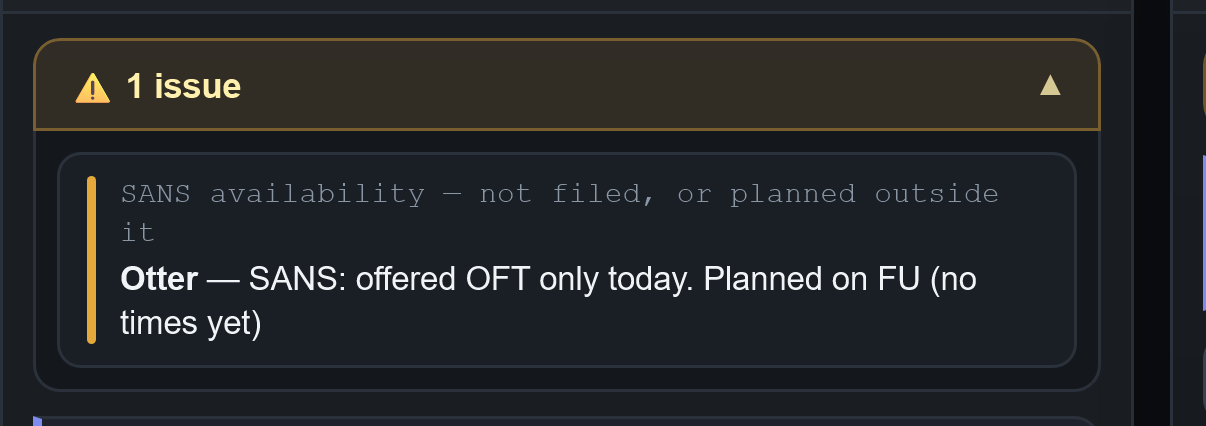 ⚠️ 1 issue ▲
SANS availability — not filed, or planned outside
it
Otter — SANS: offered OFT only today. Planned on FU (no
times yet)